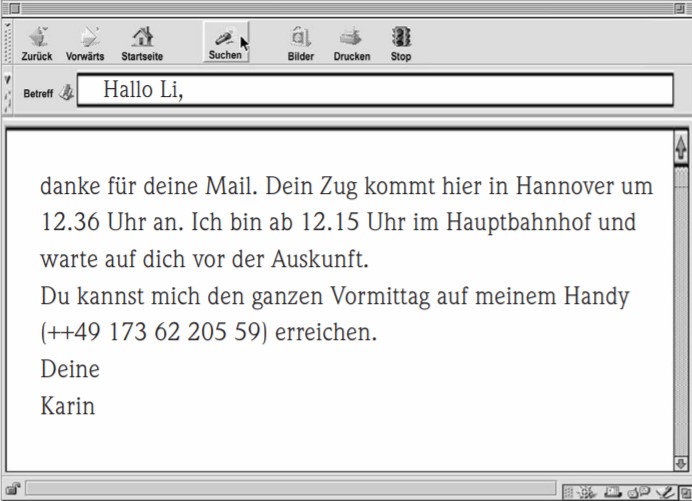 Zurück Vorwärts Startseite Suchen Bilder Drucken Stop
Betreff Hallo Li,
danke für deine Mail. Dein Zug kommt hier in Hannover um
12.36 Uhr an. Ich bin ab 12.15 Uhr im Hauptbahnhof und
warte auf dich vor der Auskunft.
Du kannst mich den ganzen Vormittag auf meinem Handy
(++49 173 62 205 59) erreichen.
Deine
Karin